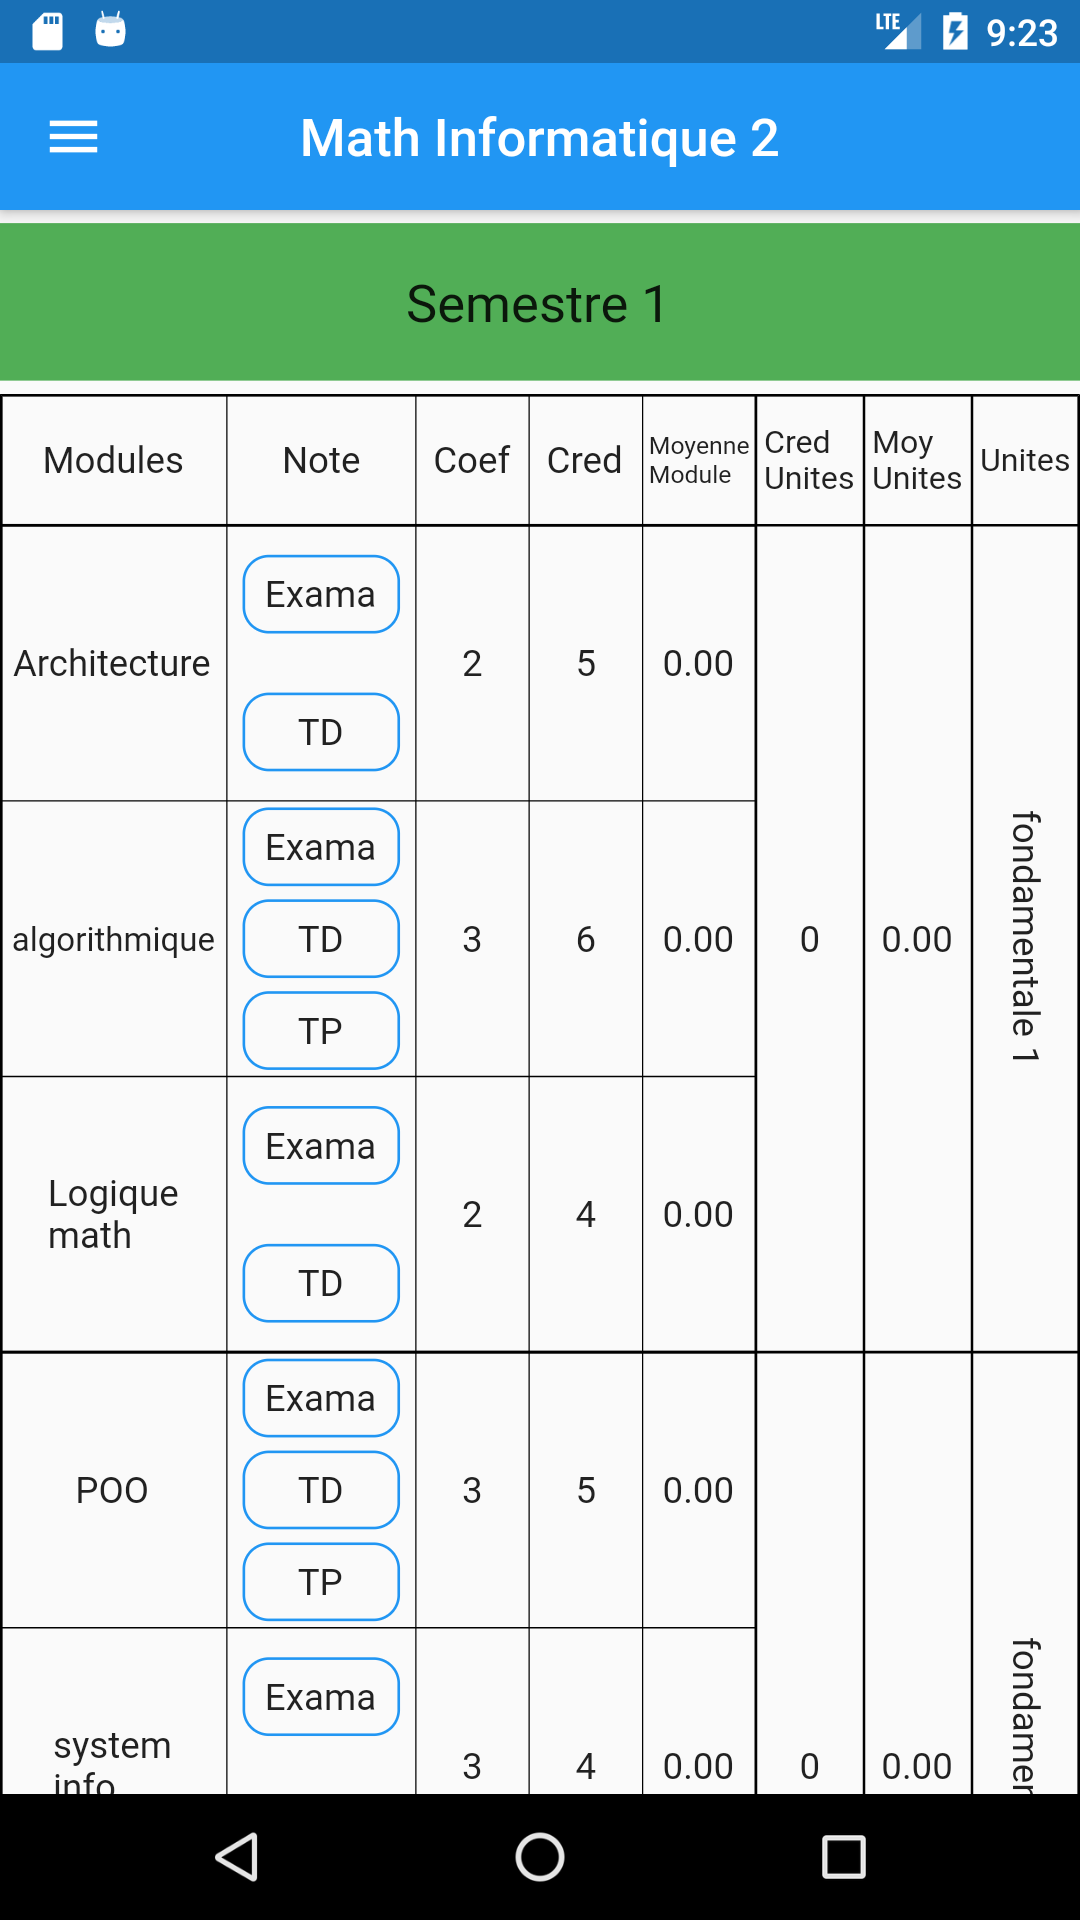 LTE 9:23
Math Informatique 2
Semestre 1
Modules Note Coef Cred Moyenne Module Cred Unites Moy Unites Unites
Exama
Architecture 2 5 0.00
TD
Exama
algorithmique TD 3 6 0.00 0 0.00 fondamentale 1
TP
Exama
Logique math 2 4 0.00
TD
Exama
POO TD 3 5 0.00
TP
Exama
system info 3 4 0.00 0 0.00 fondamen